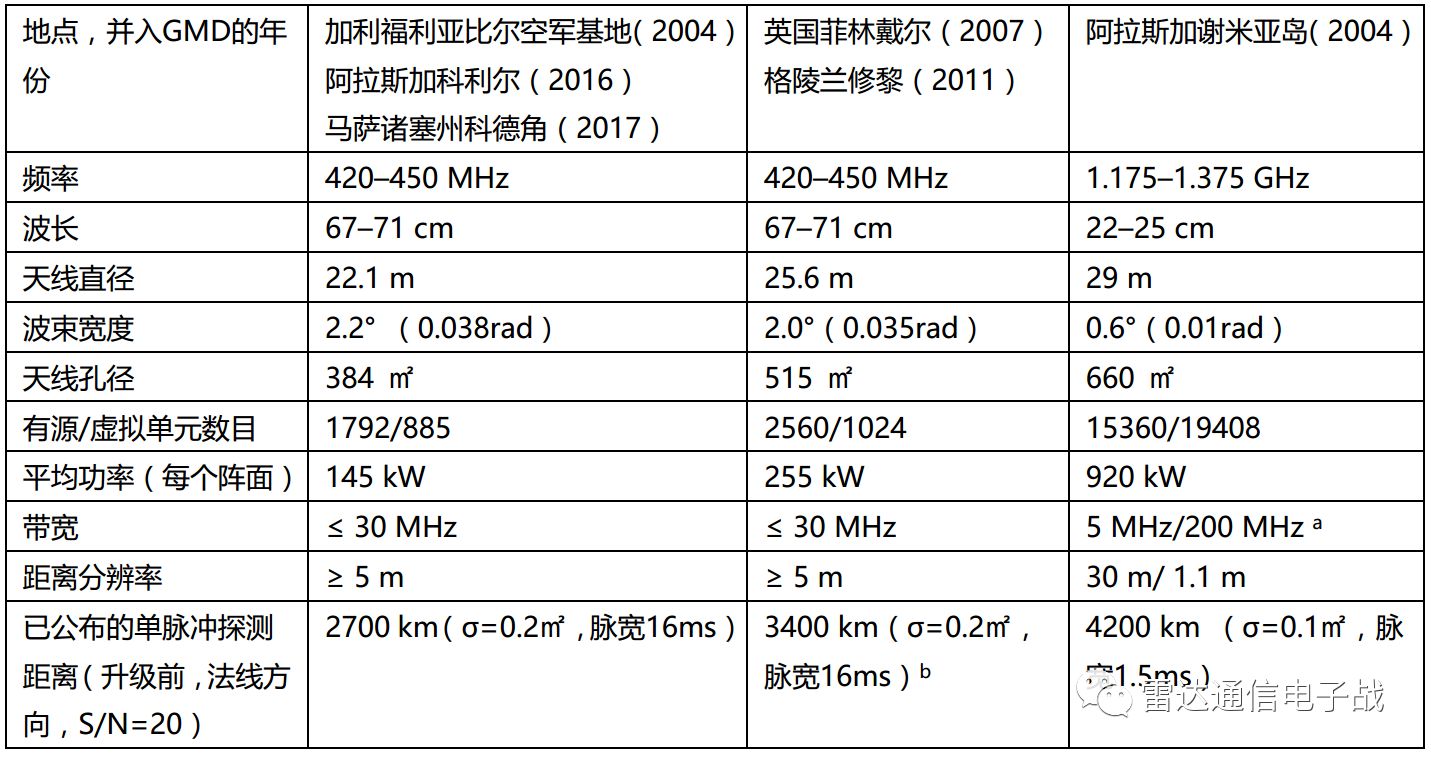 地点，并入GMD的年份
加利福利亚比尔空军基地（2004）
阿拉斯加科利尔（2016）
马萨诸塞州科德角（2017）
英国菲林戴尔（2007）
格陵兰修黎（2011）
阿拉斯加谢米亚岛（2004）
频率 420–450 MHz 420–450 MHz 1.175–1.375 GHz
波长 67–71 cm 67–71 cm 22–25 cm
天线直径 22.1 m 25.6 m 29 m
波束宽度 2.2° （0.038rad） 2.0°（0.035rad） 0.6°（0.01rad）
天线孔径 384 ㎡ 515 ㎡ 660 ㎡
有源/虚拟单元数目 1792/885 2560/1024 15360/19408
平均功率（每个阵面） 145 kW 255 kW 920 kW
带宽 ≤ 30 MHz ≤ 30 MHz 5 MHz/200 MHz ᵃ
距离分辨率 ≥ 5 m ≥ 5 m 30 m/ 1.1 m
已公布的单脉冲探测
距离（升级前，法线方
向，S/N=20）
2700 km（σ=0.2㎡，脉宽16ms）
3400 km（σ=0.2㎡，
脉宽16ms）ᵇ
4200 km （σ=0.1㎡，脉
宽1.5ms）
雷达通信电子战